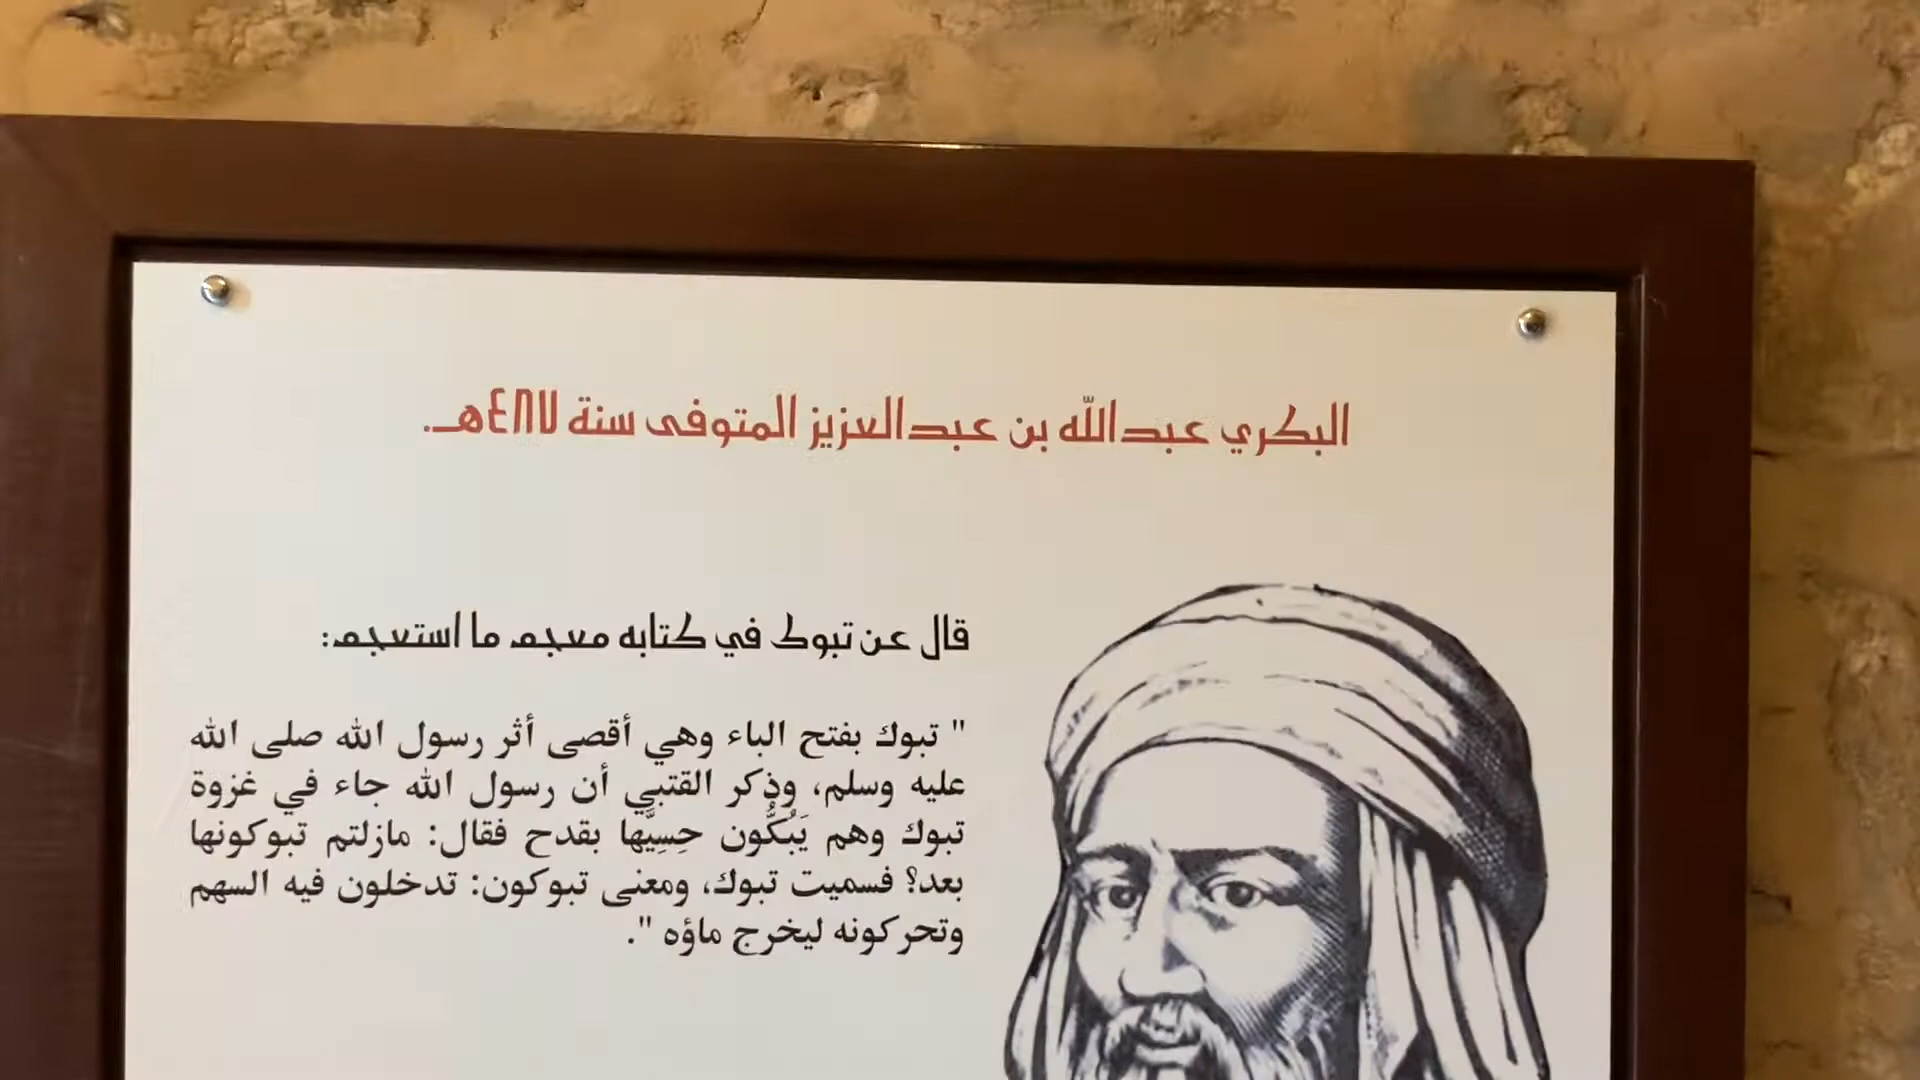 البكري عبدالله بن عبدالعزيز المتوفى سنة ٤٨٧هـ.
قال عن تبوك في كتابه معجم ما استعجم:
" تبوك بفتح الباء وهي أقصى أثر رسول الله صلى الله
عليه وسلم، وذكر القتبي أن رسول الله جاء في غزوة
تبوك وهم يَبُكُّون حِسِيَّها بقدح فقال: مازلتم تبوكونها
بعد؟ فسميت تبوك، ومعنى تبوكون: تدخلون فيه السهم
وتحركونه ليخرج ماؤه ".